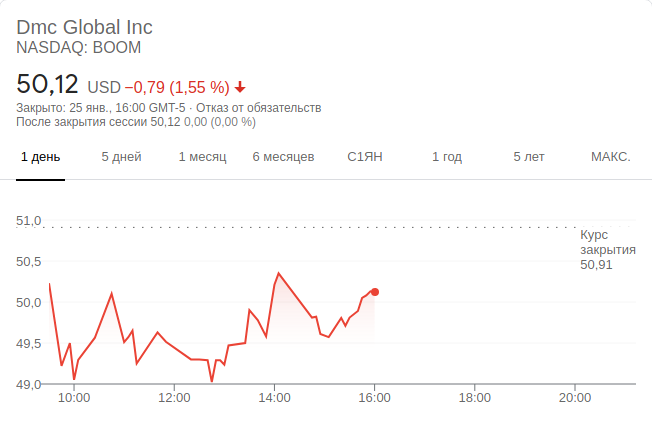 Dmc Global Inc
NASDAQ: BOOM
50,12 USD −0,79 (1,55 %)
Закрыто: 25 янв., 16:00 GMT-5 · Отказ от обязательств
После закрытия сессии 50,12 0,00 (0,00 %)
1 день 5 дней 1 месяц 6 месяцев С1ЯН 1 год 5 лет МАКС.
51,0
Курс
закрытия
50,91
50,5
50,0
49,5
49,0
10:00 12:00 14:00 16:00 18:00 20:00